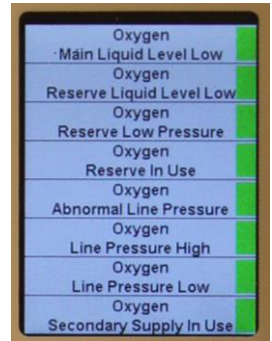 Oxygen
Main Liquid Level Low
Oxygen
Reserve Liquid Level Low
Oxygen
Reserve Low Pressure
Oxygen
Reserve In Use
Oxygen
Abnormal Line Pressure
Oxygen
Line Pressure High
Oxygen
Line Pressure Low
Oxygen
Secondary Supply In Use